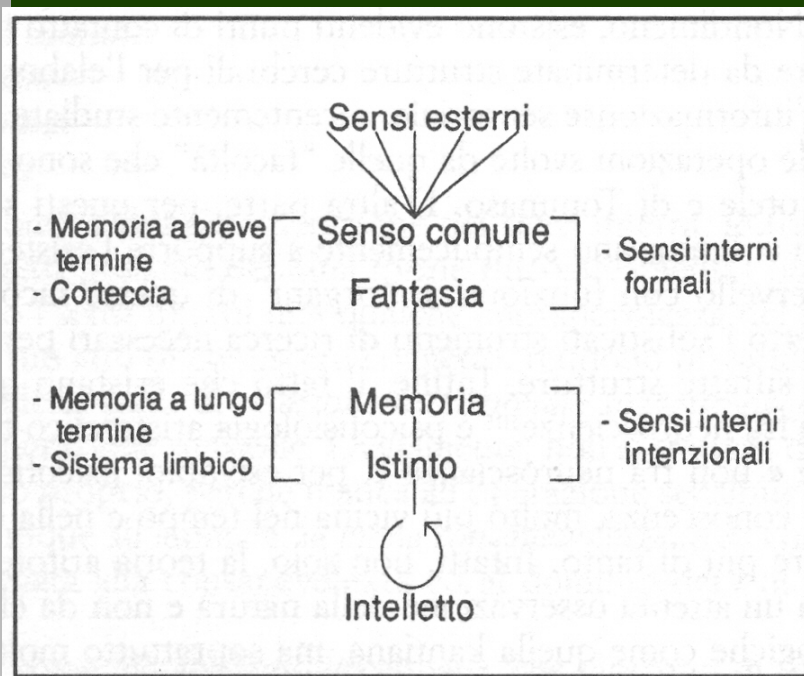 Sensi esterni
- Memoria a breve
termine
- Corteccia
Senso comune
Fantasia
- Sensi interni
formali
- Memoria a lungo
termine
- Sistema limbico
Memoria
Istinto
- Sensi interni
intenzionali
Intelletto